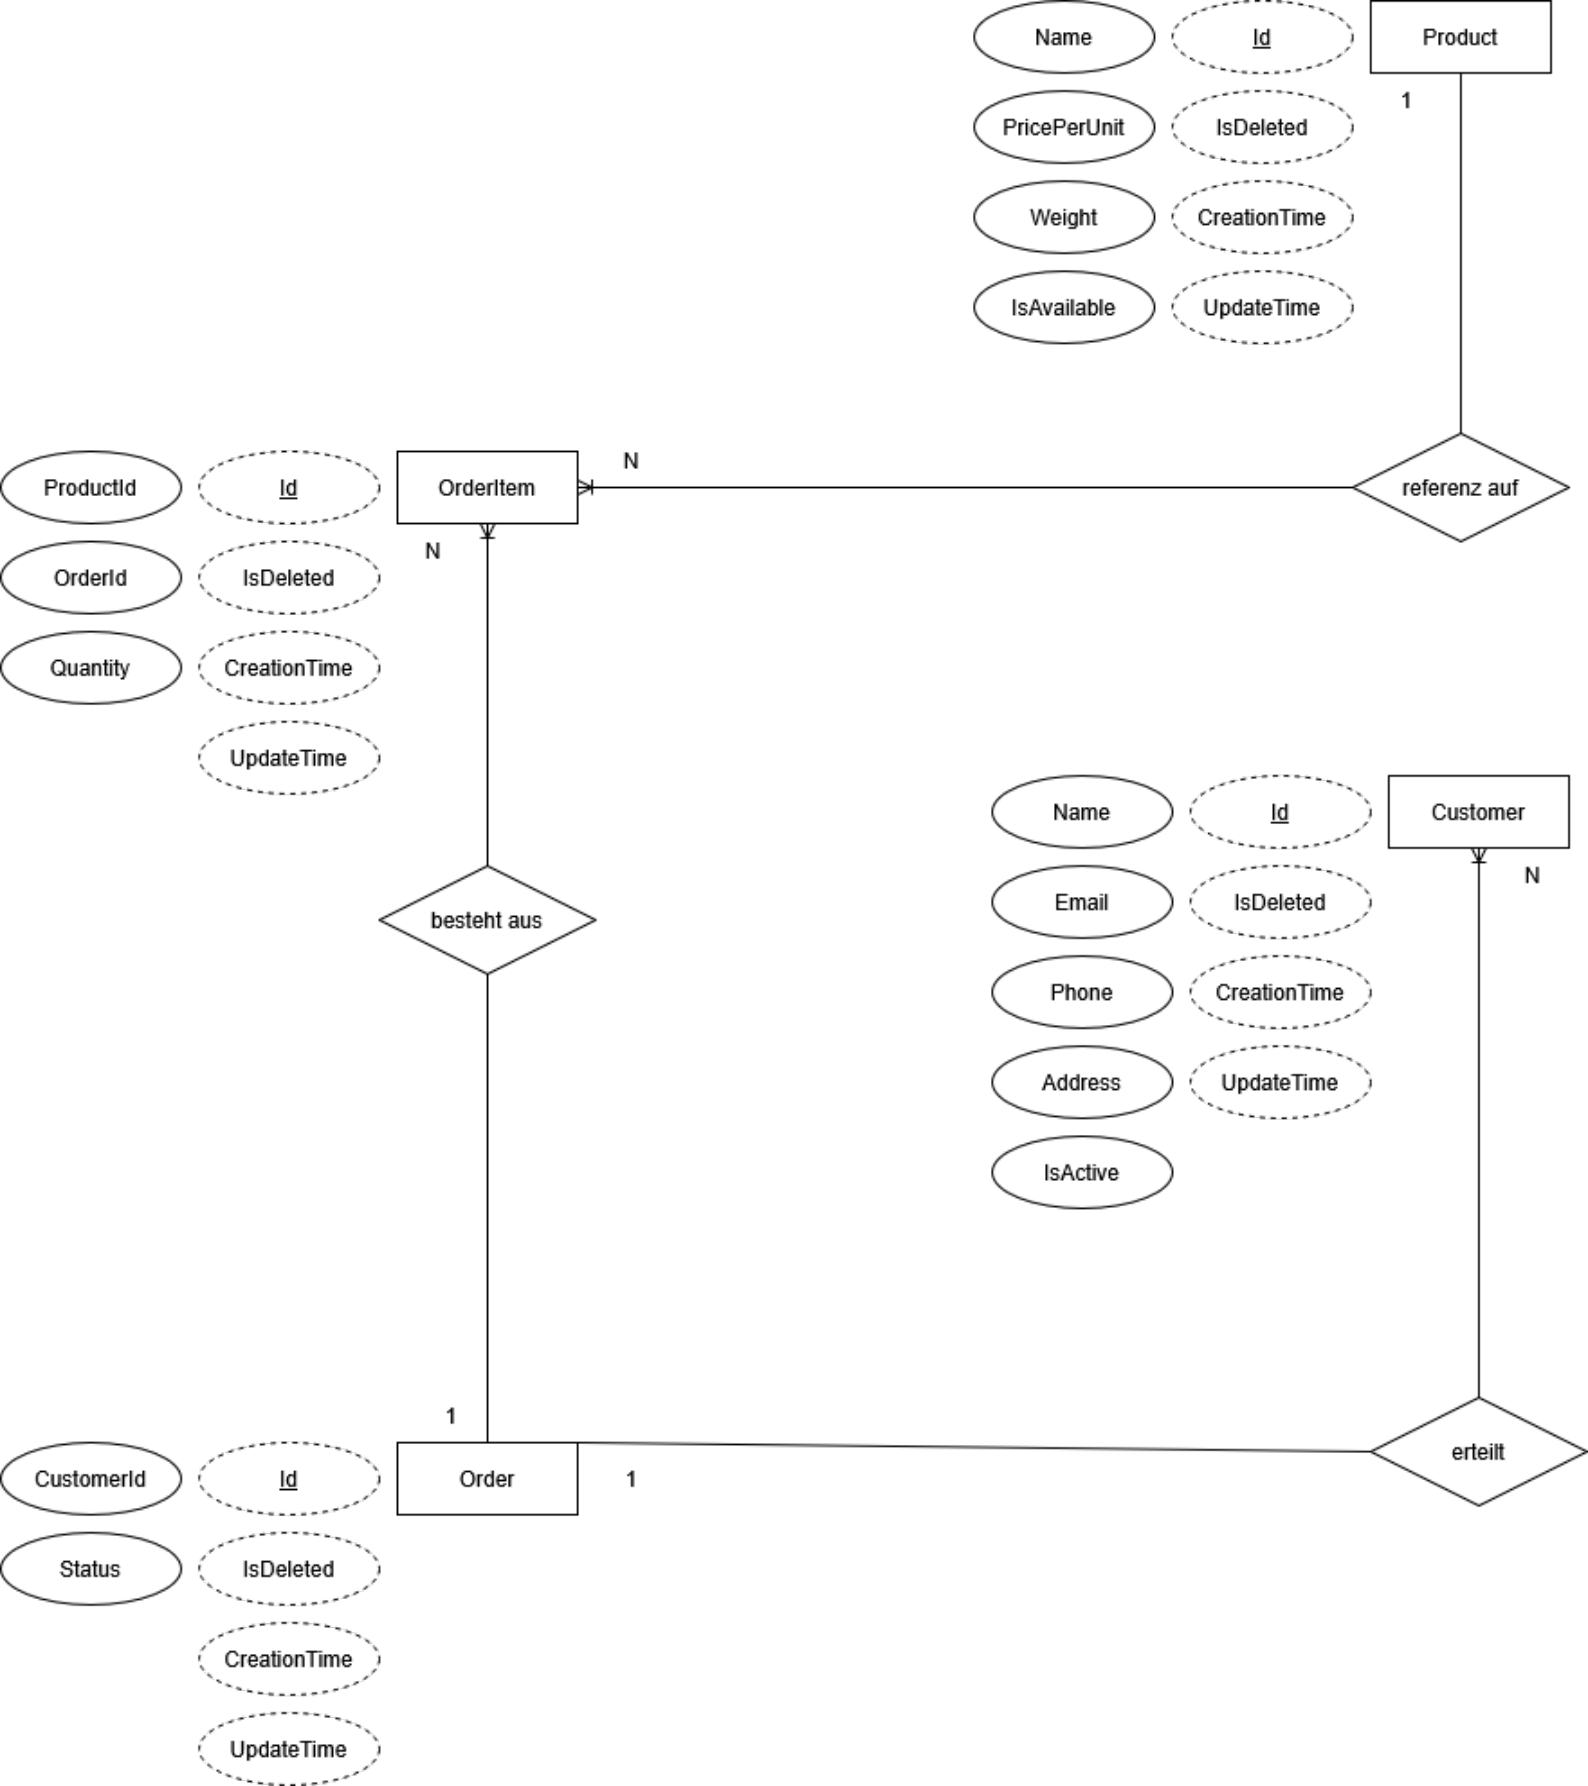 Name
Id
Product
1
PricePerUnit
IsDeleted
Weight
CreationTime
IsAvailable
UpdateTime
N
ProductId
Id
OrderItem
referenz auf
N
OrderId
IsDeleted
Quantity
CreationTime
UpdateTime
Name
Id
Customer
N
Email
IsDeleted
besteht aus
Phone
CreationTime
Address
UpdateTime
IsActive
1
erteilt
CustomerId
Id
Order
1
Status
IsDeleted
CreationTime
UpdateTime